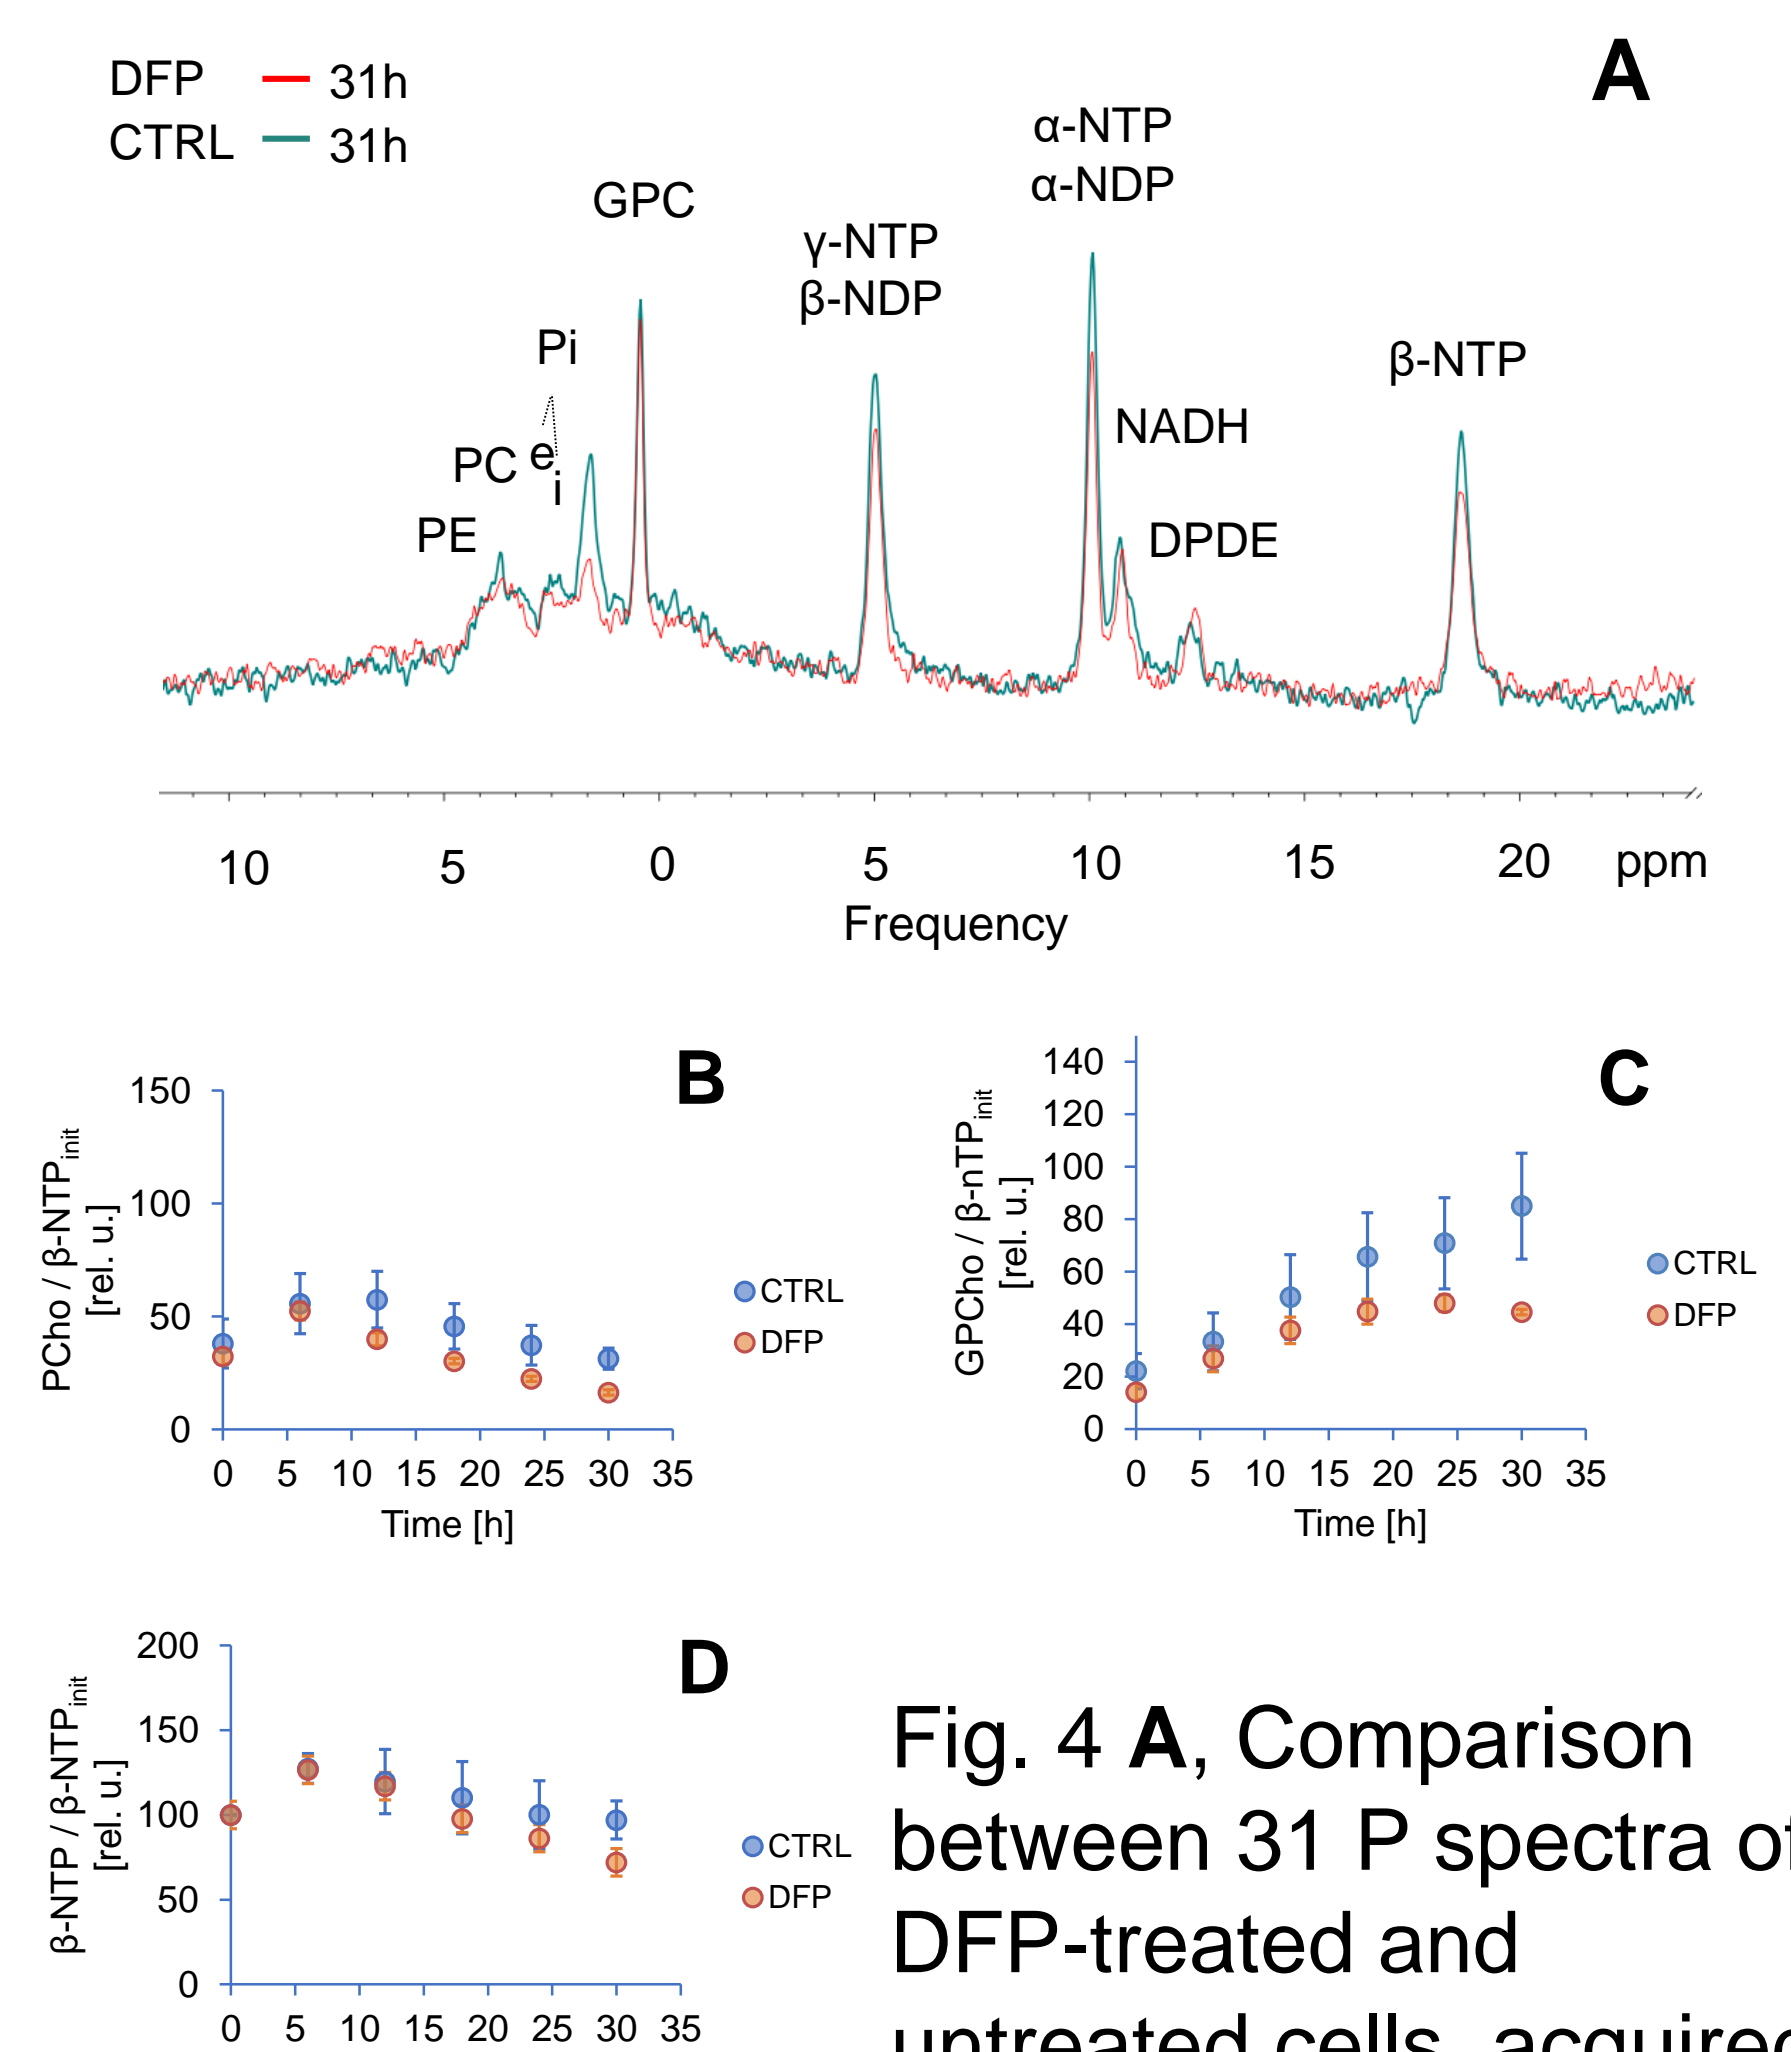 A
DFP 31h
CTRL 31h
α-NTP
α-NDP
GPC
γ-NTP
β-NDP
Pi
β-NTP
NADH
PC e
i
PE
DPDE
10 5 0 5 10 15 20 ppm
Frequency
B
150
100
50
0
PCho / β-NTPinit
[rel. u.]
CTRL
DFP
0 5 10 15 20 25 30 35
Time [h]
C
140
120
100
80
60
40
20
0
GPCho / β-nTPinit
[rel. u.]
CTRL
DFP
0 5 10 15 20 25 30 35
Time [h]
D
200
150
100
50
0
β-NTP / β-NTPinit
[rel. u.]
CTRL
DFP
0 5 10 15 20 25 30 35
Fig. 4 A, Comparison
between 31 P spectra of
DFP-treated and
untreated cells, acquired